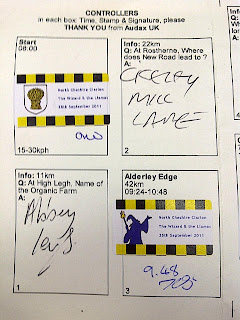 CONTROLLERS
in each box: Time, Stamp & Signature, please
THANK YOU from Audax UK
Start
08:00
North Cheshire Clarion
The Wizard & the Llamas
25th September 2011
15-30kph
Info: 22km
Q: At Rostherne, Where
does New Road lead to ?
A:
MILL
LANE
2
Info: 11km
Q: At High Legh, Name of
the Organic Farm
A:
Abbey
Leys
1
Alderley Edge
42km
09:24-10:48
North Cheshire Clarion
The Wizard & the Llamas
25th September 2011
9.48
3